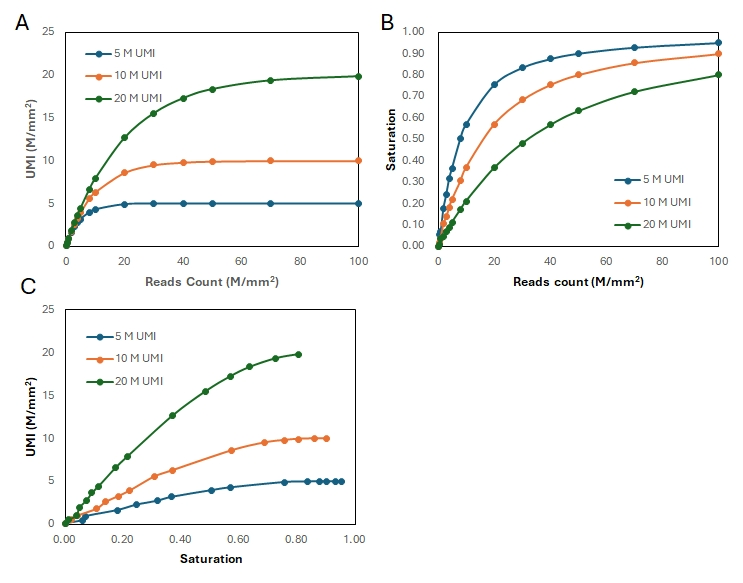 A
25
20
15
10
5
0
UMI (M/mm²)
5 M UMI
10 M UMI
20 M UMI
0 20 40 60 80 100
Reads Count (M/mm²)
B
1.00
0.90
0.80
0.70
0.60
0.50
0.40
0.30
0.20
0.10
0.00
Saturation
5 M UMI
10 M UMI
20 M UMI
0 20 40 60 80 100
Reads count (M/mm²)
C
25
20
15
10
5
0
UMI (M/mm²)
5 M UMI
10 M UMI
20 M UMI
0.00 0.20 0.40 0.60 0.80 1.00
Saturation